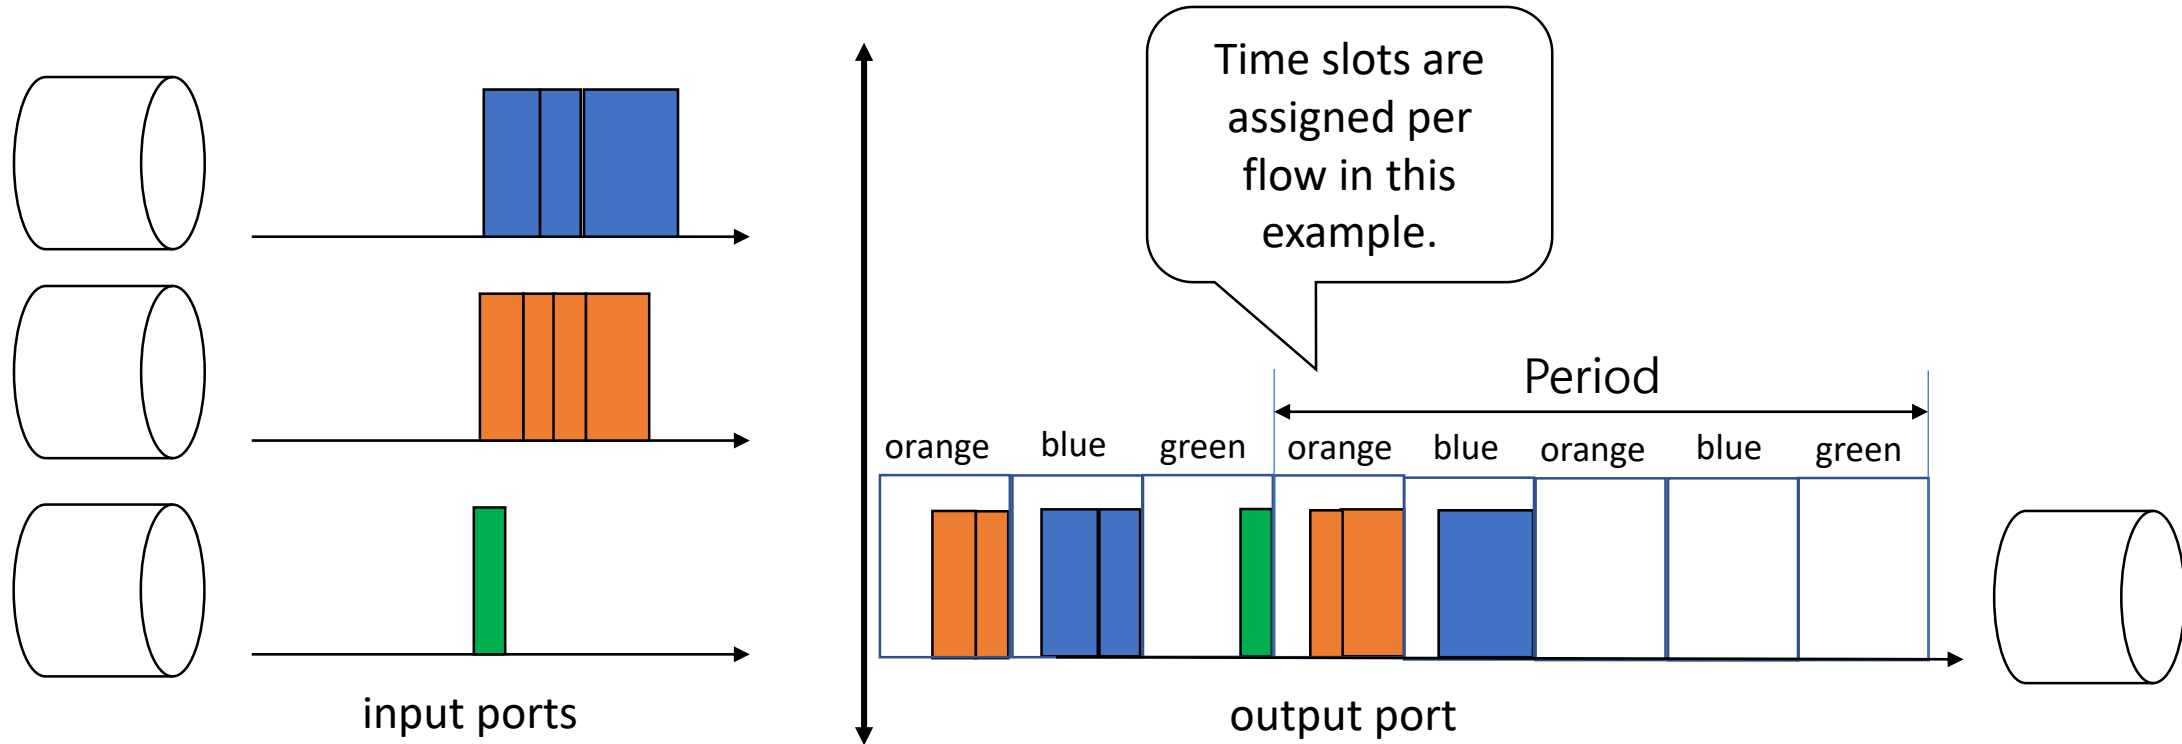 Time slots are
assigned per
flow in this
example.
Period
orange blue green orange blue orange blue green
input ports
output port